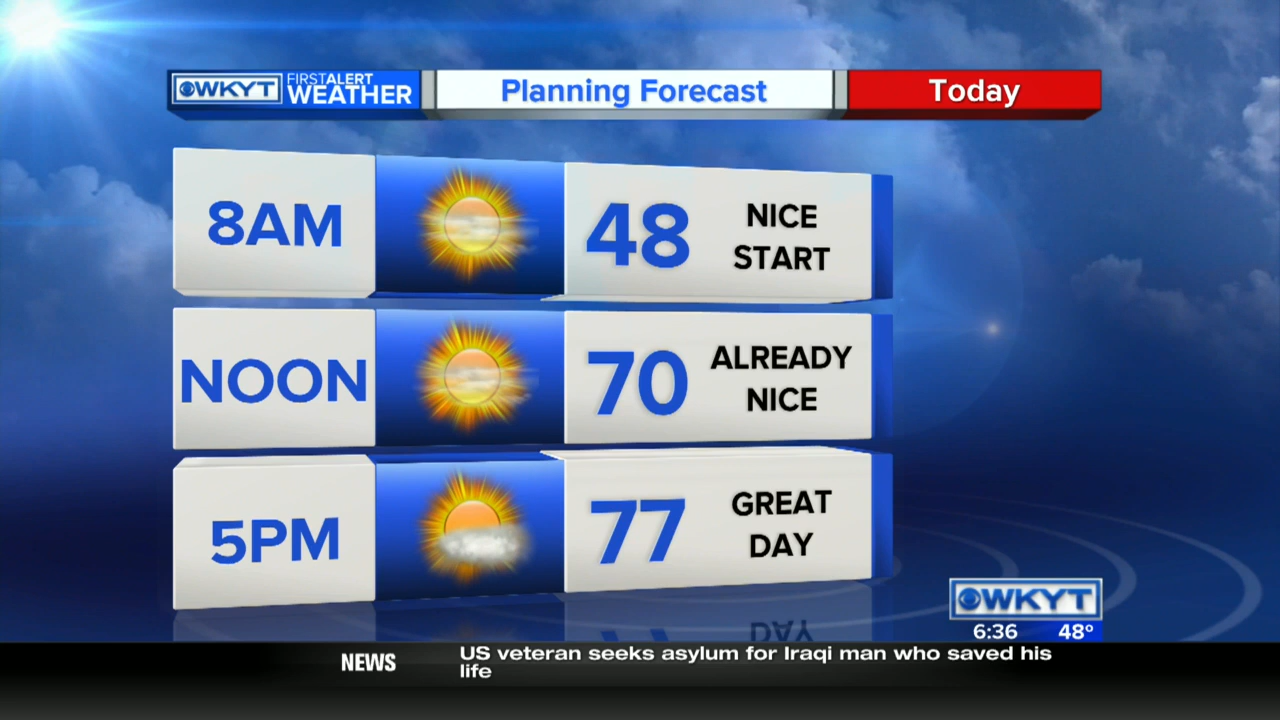 WKYT FIRST ALERT WEATHER
Planning Forecast
Today
8AM
48
NICE
START
NOON
70
ALREADY
NICE
5PM
77
GREAT
DAY
WKYT
6:36 48°
NEWS
US veteran seeks asylum for Iraqi man who saved his
life